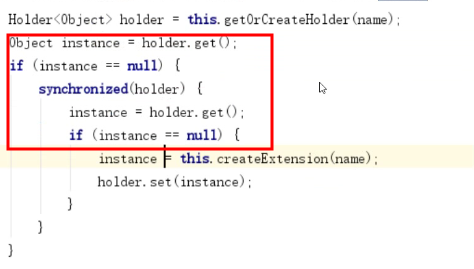 Holder<Object> holder = this.getOrCreateHolder(name);
Object instance = holder.get();
if (instance == null) {
synchronized(holder) {
instance = holder.get();
if (instance == null) {
instance = this.createExtension(name);
holder.set(instance);
}
}
}